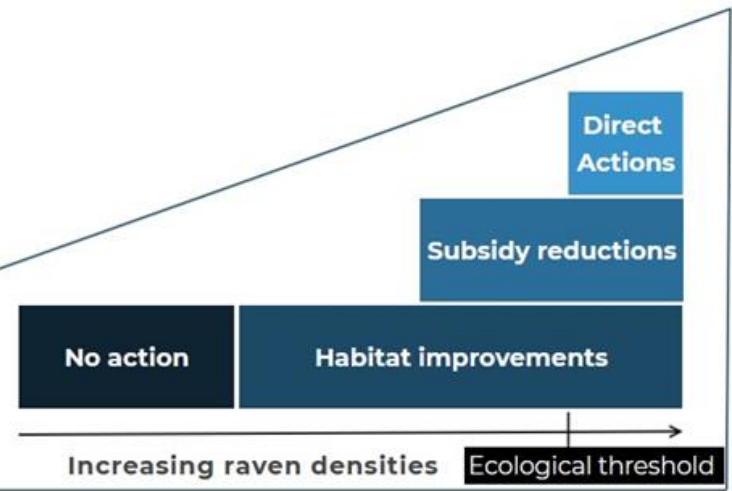 Direct
Actions
Subsidy reductions
No action
Habitat improvements
Increasing raven densities
Ecological threshold